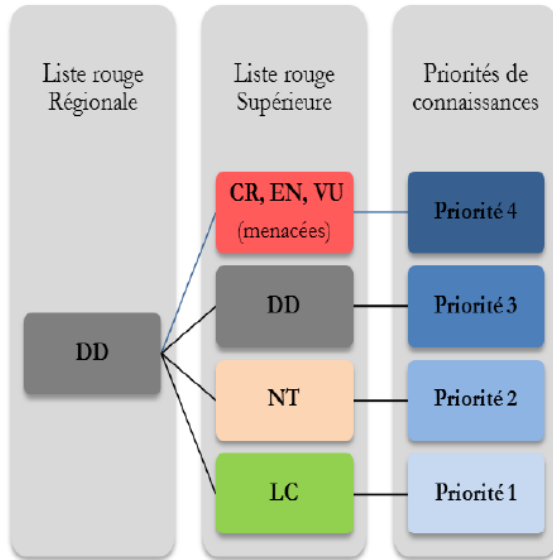 Liste rouge
Régionale
Liste rouge
Supérieure
Priorités de
connaissances
DD
CR, EN, VU
(menacées)
Priorité 4
DD
Priorité 3
NT
Priorité 2
LC
Priorité 1